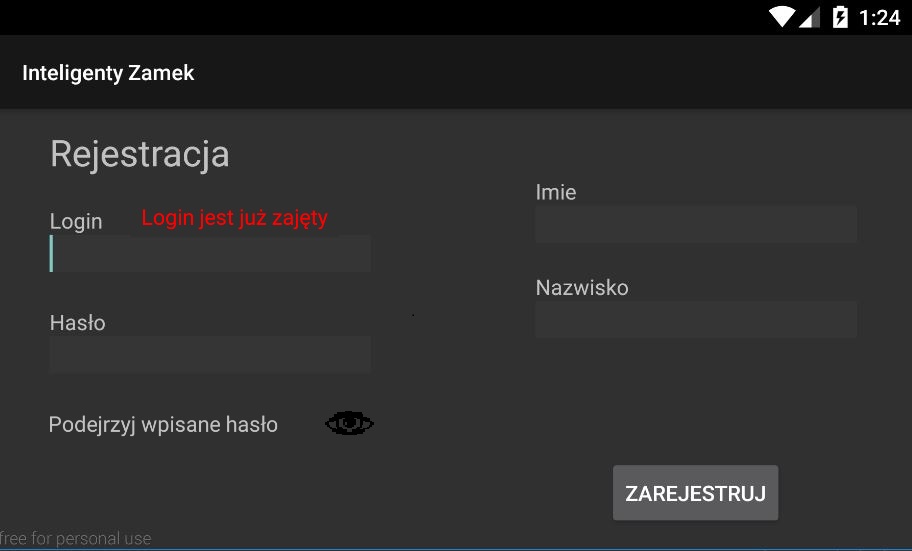 1:24
Inteligenty Zamek
Rejestracja
Login
Login jest już zajęty
Hasło
Podejrzyj wpisane hasło
Imie
Nazwisko
ZAREJESTRUJ
free for personal use